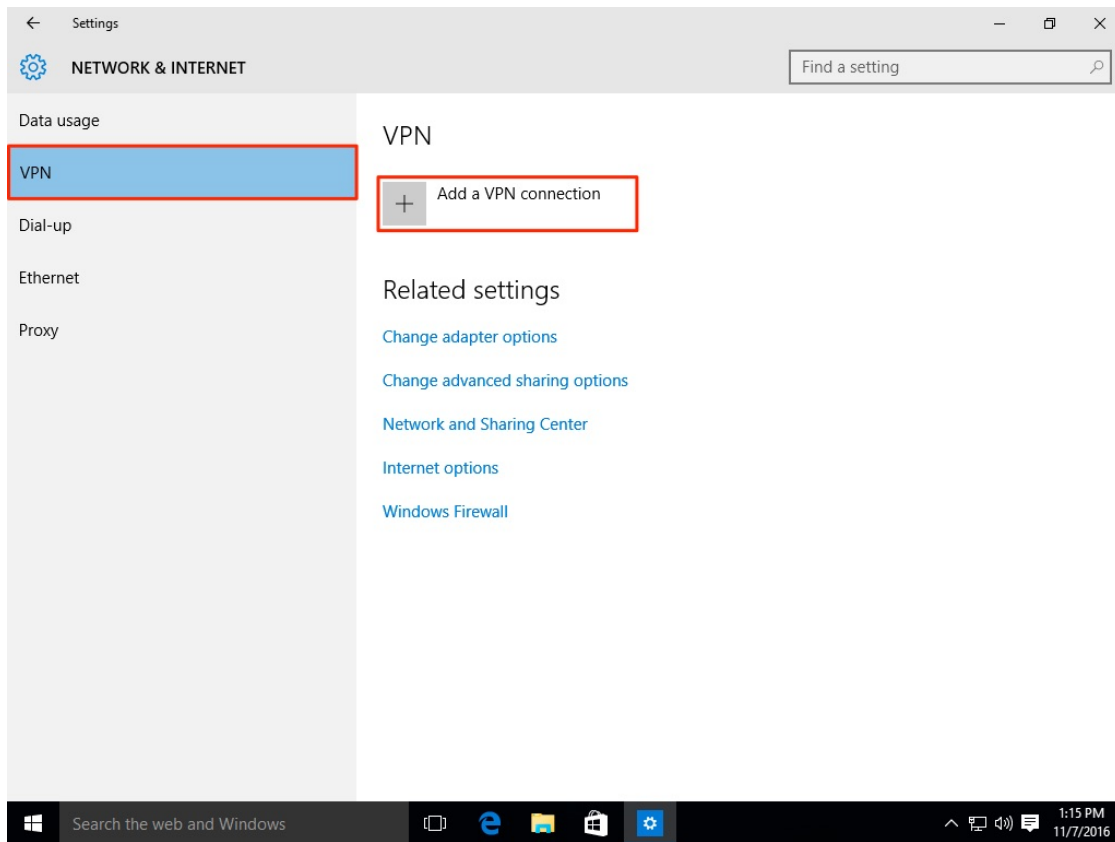 Settings
NETWORK & INTERNET
Find a setting
Data usage
VPN
Dial-up
Ethernet
Proxy
VPN
Add a VPN connection
Related settings
Change adapter options
Change advanced sharing options
Network and Sharing Center
Internet options
Windows Firewall
Search the web and Windows
1:15 PM
11/7/2016